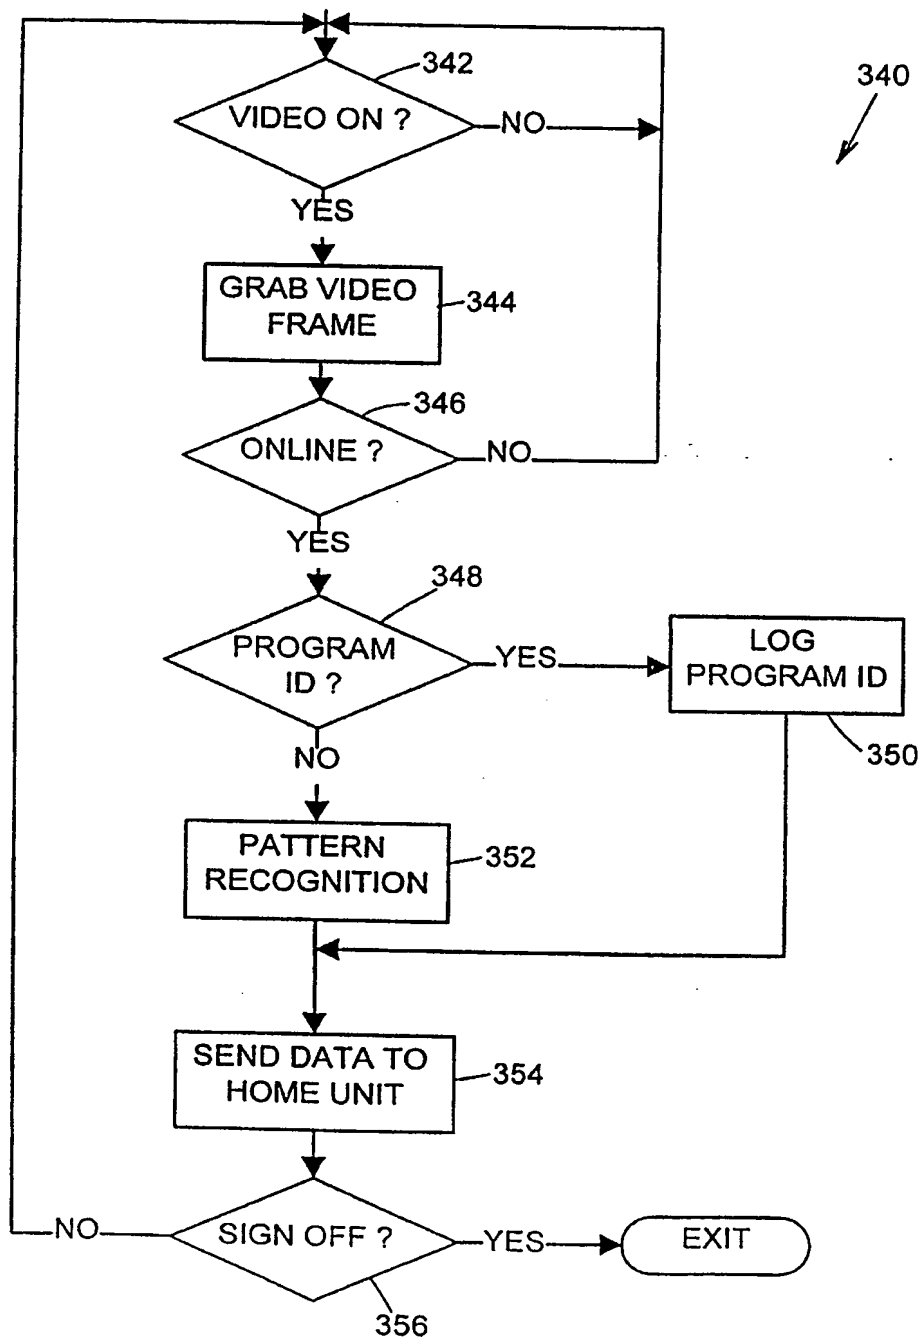 342
340
VIDEO ON ?
NO
YES
GRAB VIDEO
FRAME
344
346
ONLINE ?
NO
YES
348
PROGRAM
ID ?
YES
LOG
PROGRAM ID
350
NO
PATTERN
RECOGNITION
352
SEND DATA TO
HOME UNIT
354
NO
SIGN OFF ?
YES
EXIT
356